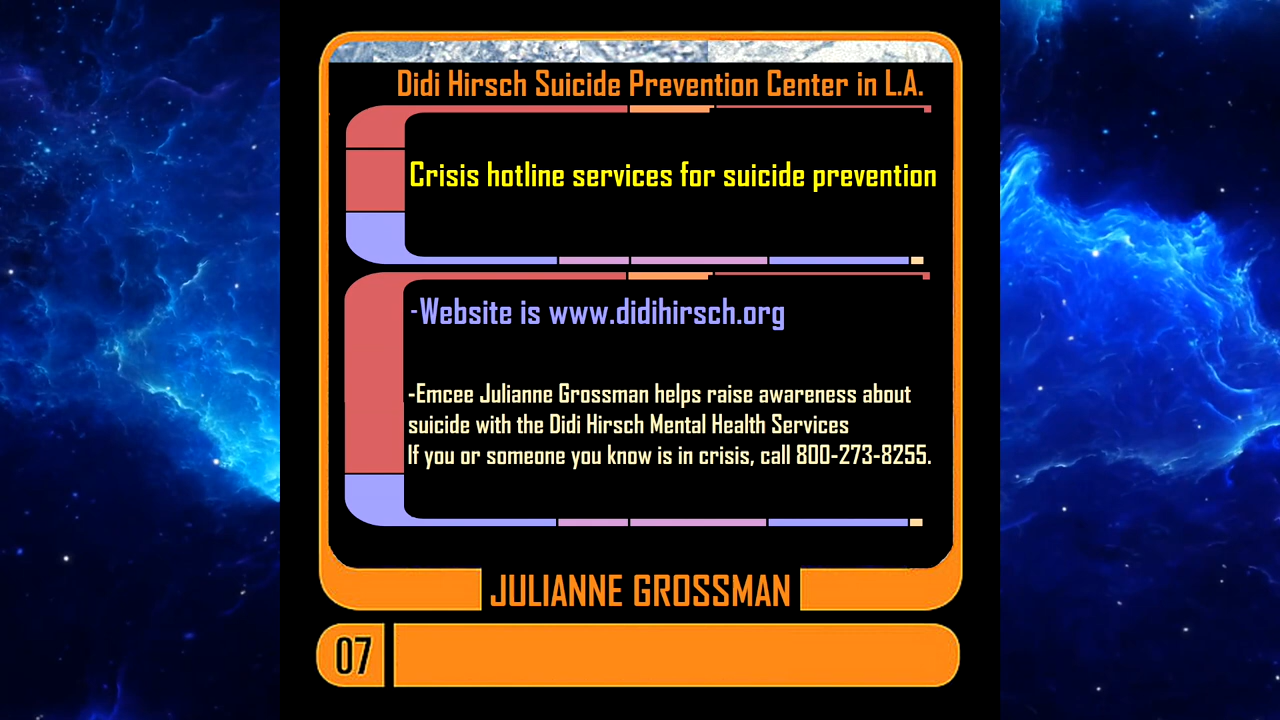 Didi Hirsch Suicide Prevention Center in L.A.
Crisis hotline services for suicide prevention
-Website is www.didihirsch.org
-Emcee Julianne Grossman helps raise awareness about
suicide with the Didi Hirsch Mental Health Services
If you or someone you know is in crisis, call 800-273-8255.
JULIANNE GROSSMAN
07